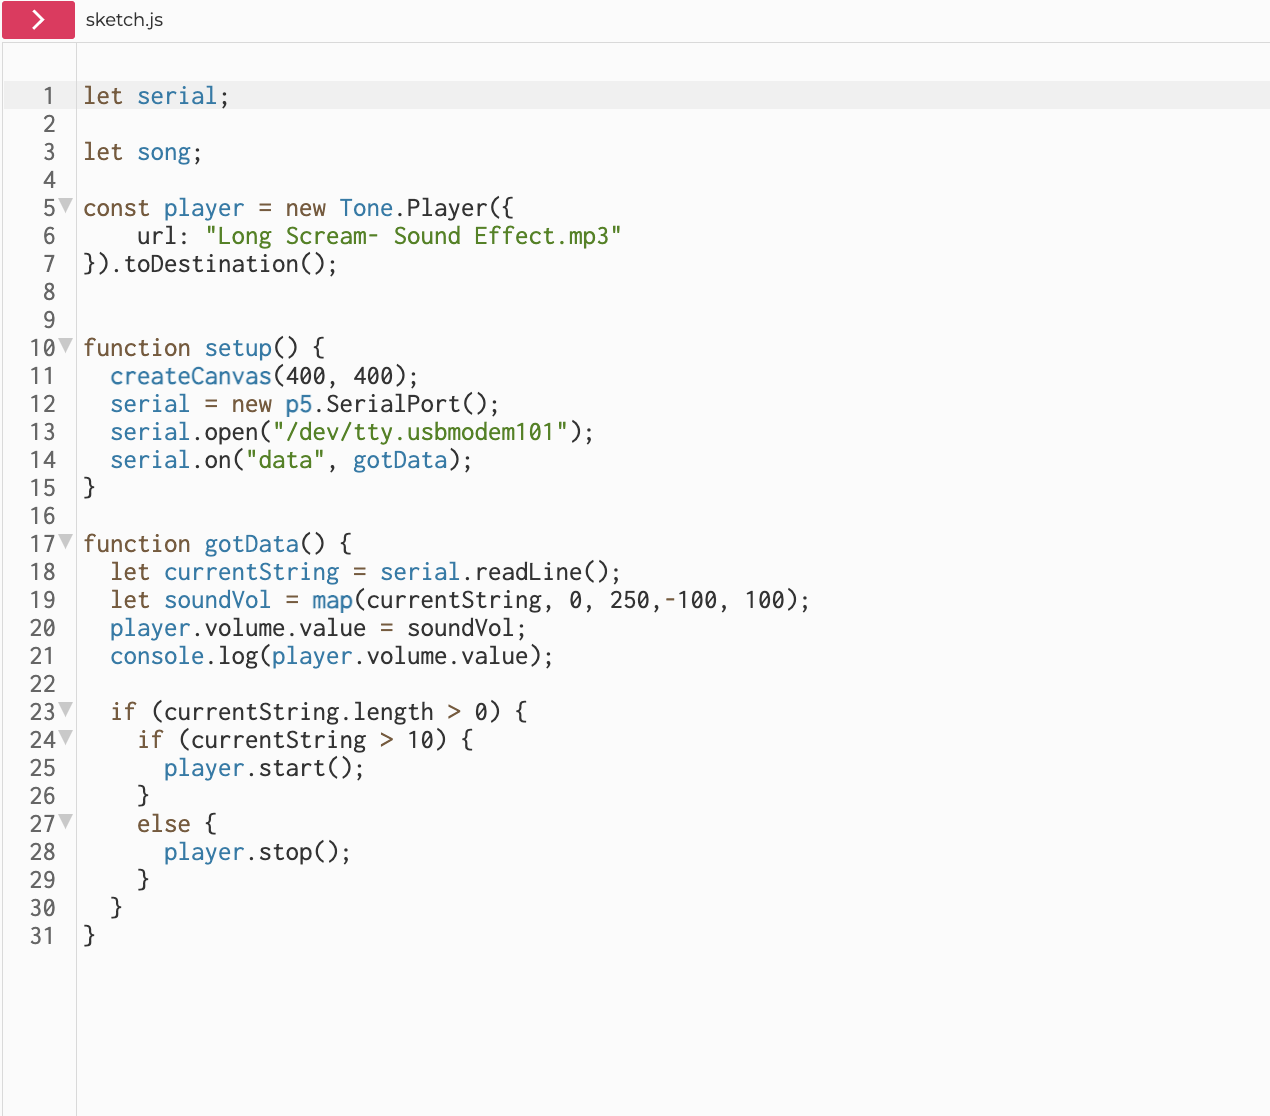 sketch.js
1 let serial;
2
3 let song;
4
5 const player = new Tone.Player({
6     url: "Long Scream- Sound Effect.mp3"
7 }).toDestination();
8
9
10 function setup() {
11   createCanvas(400, 400);
12   serial = new p5.SerialPort();
13   serial.open("/dev/tty.usbmodem101");
14   serial.on("data", gotData);
15 }
16
17 function gotData() {
18   let currentString = serial.readLine();
19   let soundVol = map(currentString, 0, 250,-100, 100);
20   player.volume.value = soundVol;
21   console.log(player.volume.value);
22
23   if (currentString.length > 0) {
24     if (currentString > 10) {
25       player.start();
26     }
27     else {
28       player.stop();
29     }
30   }
31 }